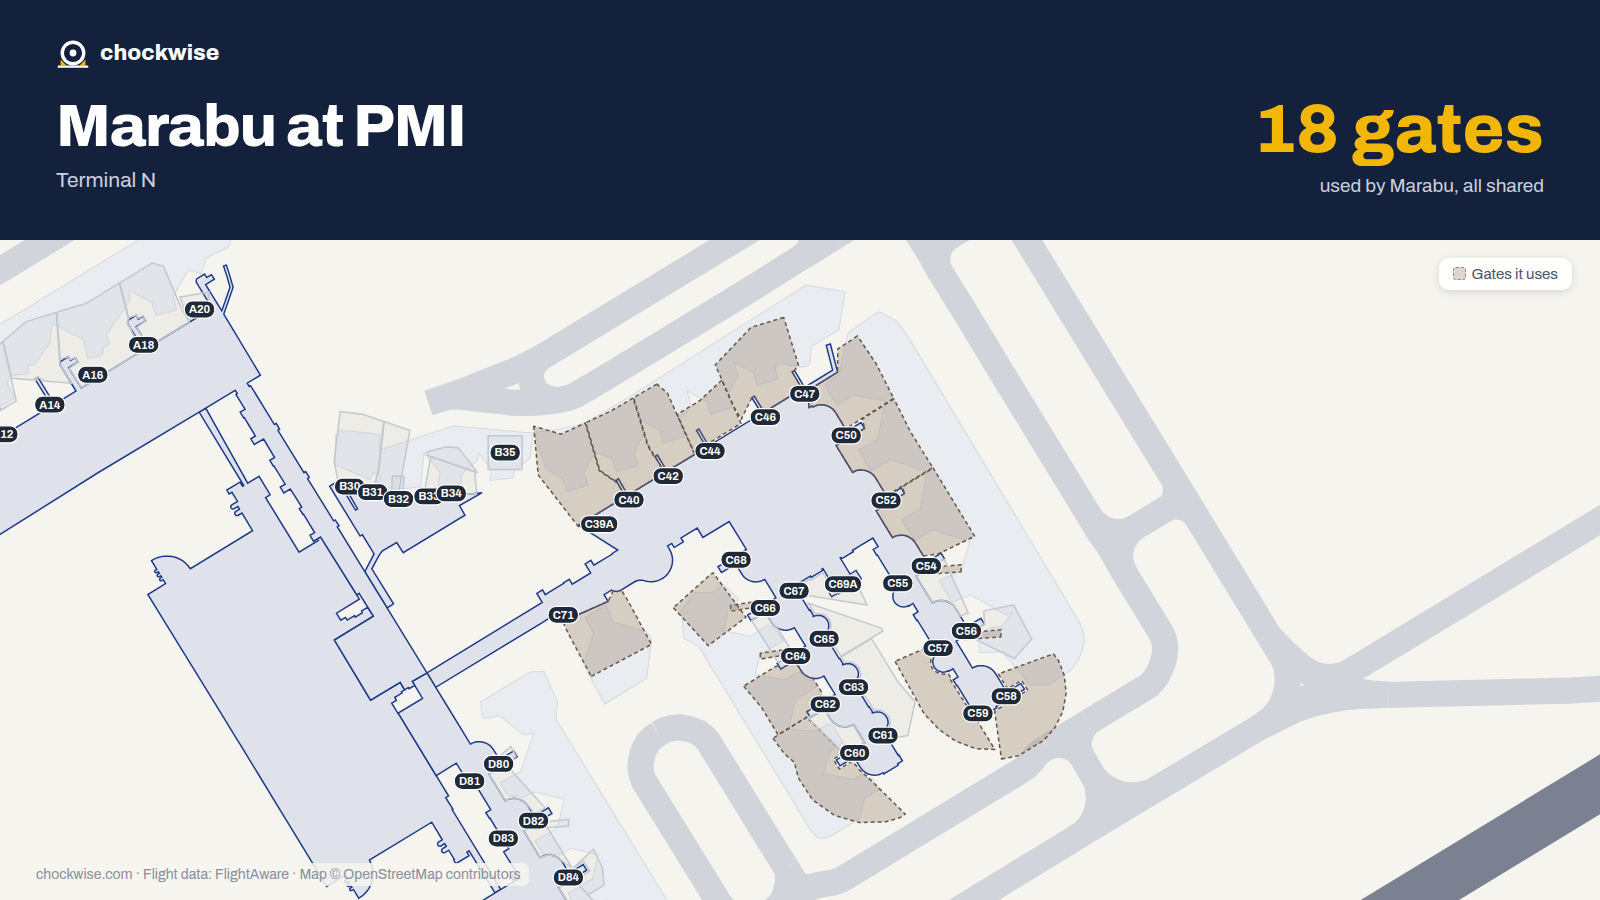 chockwise
Marabu at PMI
Terminal N
18 gates
used by Marabu, all shared
Gates it uses
A20
A18
A16
A14
12
B30
B31
B32
B33
B34
B35
C39A
C40
C42
C44
C46
C47
C50
C52
C54
C55
C56
C57
C58
C59
C60
C61
C62
C63
C64
C65
C66
C67
C68
C69A
C71
D80
D81
D82
D83
D84
chockwise.com · Flight data: FlightAware · Map © OpenStreetMap contributors